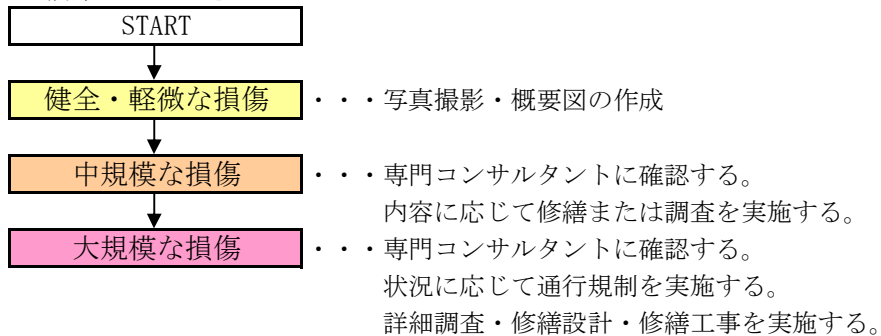 START
健全・軽微な損傷 ・・・写真撮影・概要図の作成
中規模な損傷 ・・・専門コンサルタントに確認する。
内容に応じて修繕または調査を実施する。
大規模な損傷 ・・・専門コンサルタントに確認する。
状況に応じて通行規制を実施する。
詳細調査・修繕設計・修繕工事を実施する。